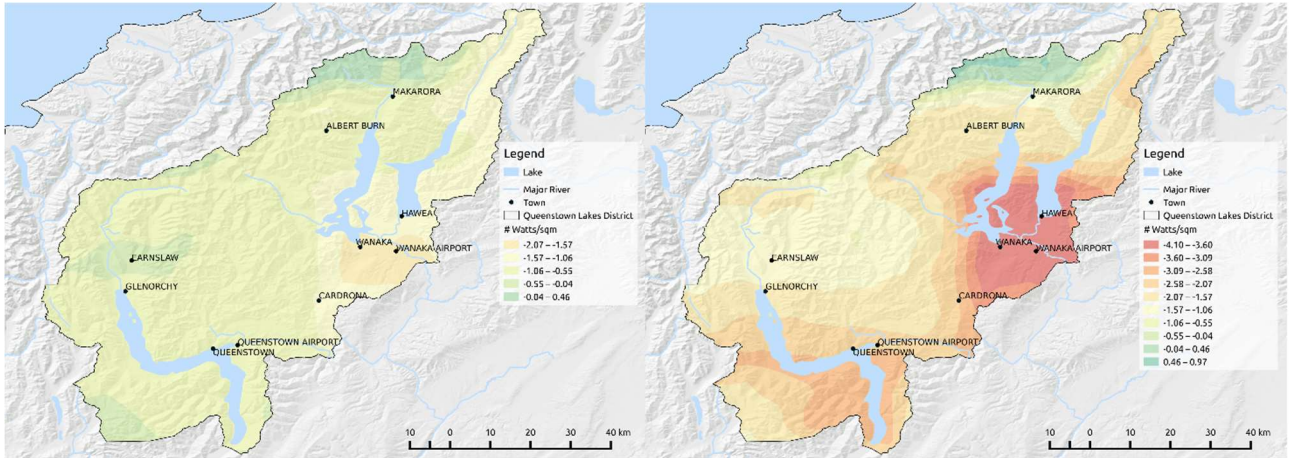 MAKARORA
ALBERT BURN
HAWEA
WANAKA
WANAKA AIRPORT
EARNSLAW
GLENORCHY
CARDRONA
QUEENSTOWN AIRPORT
QUEENSTOWN
Legend
Lake
Major River
Town
Queenstown Lakes District
# Watts/sqm
-2.07 – -1.57
-1.57 – -1.06
-1.06 – -0.55
-0.55 – -0.04
-0.04 – 0.46
10 0 10 20 30 40 km
MAKARORA
ALBERT BURN
HAWEA
WANAKA
WANAKA AIRPORT
EARNSLAW
GLENORCHY
CARDRONA
QUEENSTOWN AIRPORT
QUEENSTOWN
Legend
Lake
Major River
Town
Queenstown Lakes District
# Watts/sqm
-4.10 – -3.60
-3.60 – -3.09
-3.09 – -2.58
-2.58 – -2.07
-2.07 – -1.57
-1.57 – -1.06
-1.06 – -0.55
-0.55 – -0.04
-0.04 – 0.46
0.46 – 0.97
10 0 10 20 30 40 km